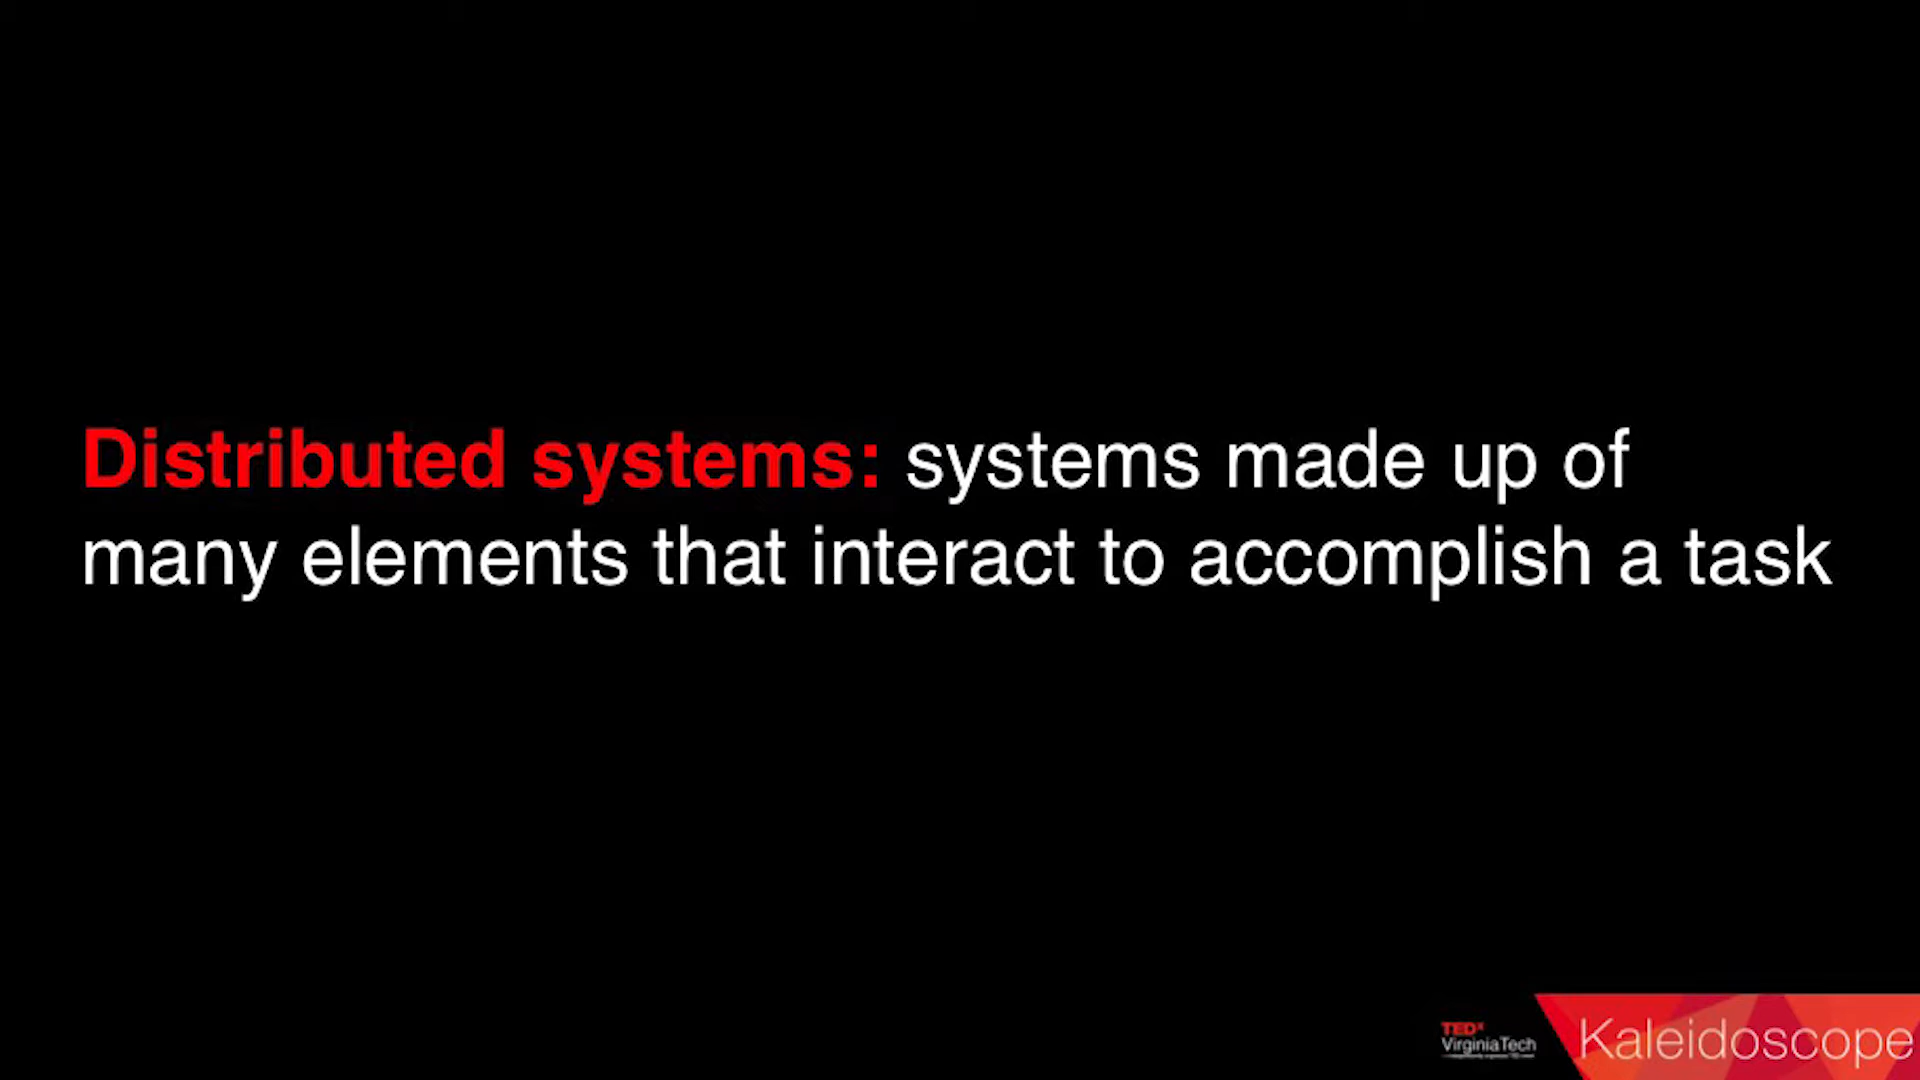 Distributed systems: systems made up of
many elements that interact to accomplish a task
TEDx
VirginiaTech
Kaleidoscope